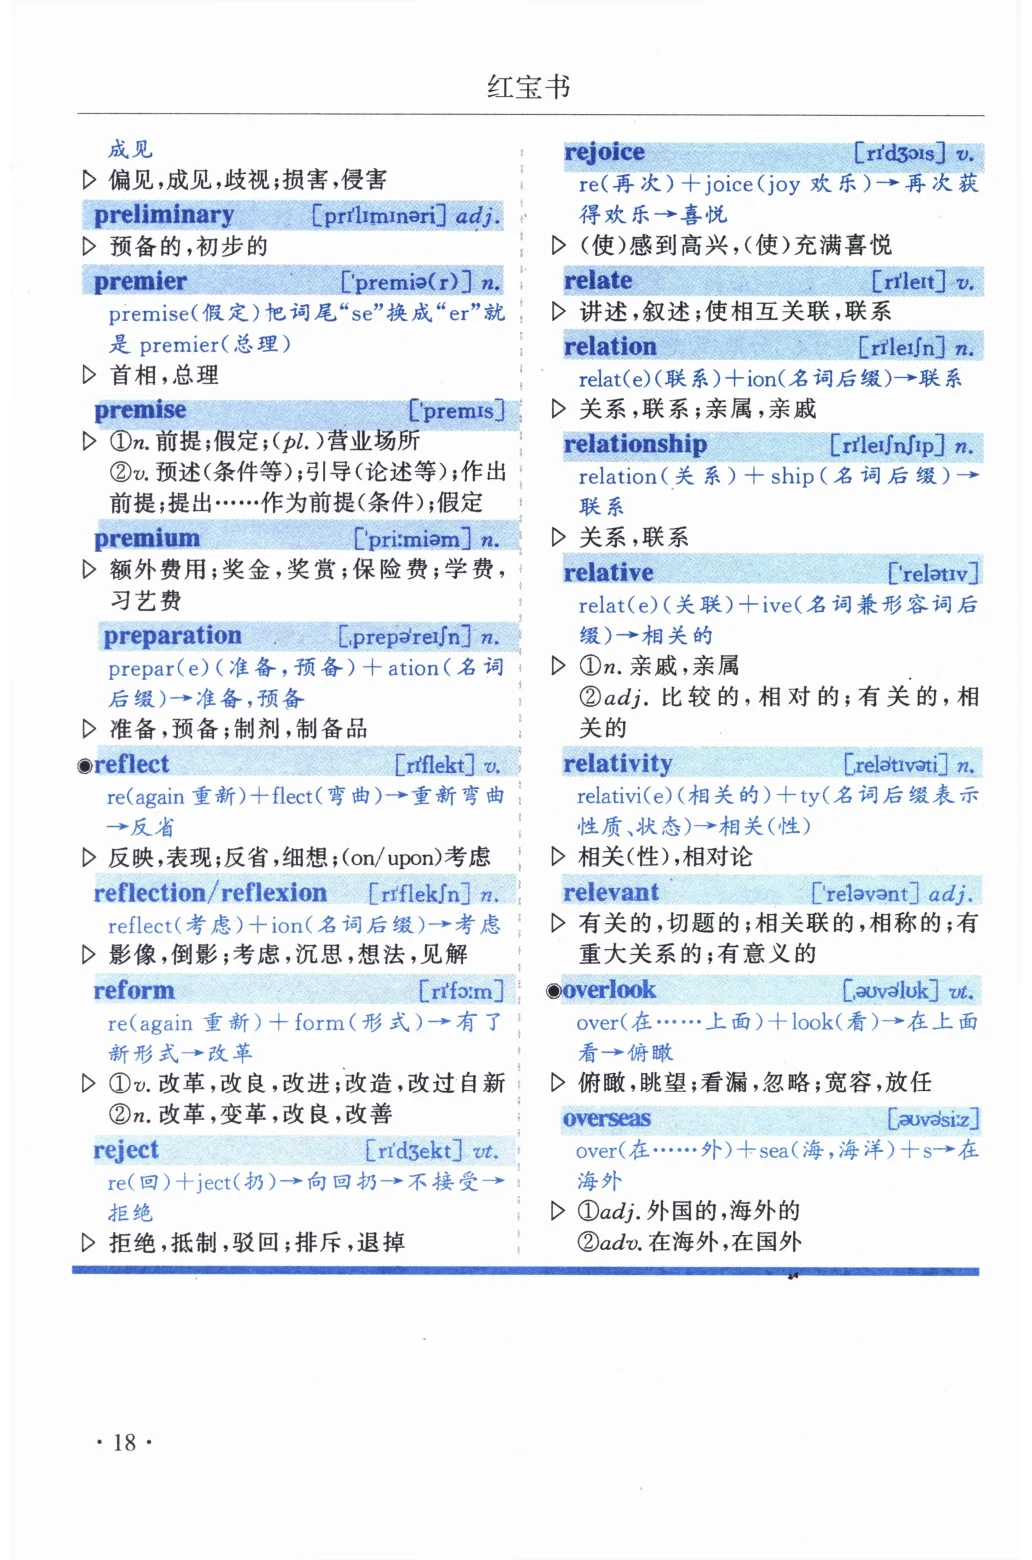 红宝书
成见
▷ 偏见,成见,歧视;损害,侵害
preliminary [prɪˈlɪmɪnəri] adj.
▷ 预备的,初步的
premier [ˈpremiə(r)] n.
premise(假定)把词尾“se”换成“er”就
是 premier(总理)
▷ 首相,总理
premise [ˈpremɪs]
▷ ①n. 前提;假定;(pl.)营业场所
②v. 预述(条件等);引导(论述等);作出
前提;提出……作为前提(条件);假定
premium [ˈpriːmiəm] n.
▷ 额外费用;奖金,奖赏;保险费;学费,
习艺费
preparation [ˌprepəˈreɪʃn] n.
prepar(e)(准备,预备)+ation(名词
后缀)→准备,预备
▷ 准备,预备;制剂,制备品
◉reflect [rɪˈflekt] v.
re(again 重新)+flect(弯曲)→重新弯曲
→反省
▷ 反映,表现;反省,细想;(on/upon)考虑
reflection/reflexion [rɪˈflekʃn] n.
reflect(考虑)+ion(名词后缀)→考虑
▷ 影像,倒影;考虑,沉思,想法,见解
reform [rɪˈfɔːm]
re(again 重新)+form(形式)→有了
新形式→改革
▷ ①v. 改革,改良,改进;改造,改过自新
②n. 改革,变革,改良,改善
reject [rɪˈdʒekt] vt.
re(回)+ject(扔)→向回扔→不接受→
拒绝
▷ 拒绝,抵制,驳回;排斥,退掉
rejoice [rɪˈdʒɔɪs] v.
re(再次)+joice(joy 欢乐)→再次获
得欢乐→喜悦
▷ (使)感到高兴,(使)充满喜悦
relate [rɪˈleɪt] v.
▷ 讲述,叙述;使相互关联,联系
relation [rɪˈleɪʃn] n.
relat(e)(联系)+ion(名词后缀)→联系
▷ 关系,联系;亲属,亲戚
relationship [rɪˈleɪʃnʃɪp] n.
relation(关系)+ship(名词后缀)→
联系
▷ 关系,联系
relative [ˈrelətɪv]
relat(e)(关联)+ive(名词兼形容词后
缀)→相关的
▷ ①n. 亲戚,亲属
②adj. 比较的,相对的;有关的,相
关的
relativity [ˌreləˈtɪvəti] n.
relativi(e)(相关的)+ty(名词后缀表示
性质、状态)→相关(性)
▷ 相关(性),相对论
relevant [ˈreləvənt] adj.
▷ 有关的,切题的;相关联的,相称的;有
重大关系的;有意义的
◉overlook [ˌəʊvəˈlʊk] vt.
over(在……上面)+look(看)→在上面
看→俯瞰
▷ 俯瞰,眺望;看漏,忽略;宽容,放任
overseas [ˌəʊvəˈsiːz]
over(在……外)+sea(海,海洋)+s→在
海外
▷ ①adj. 外国的,海外的
②adv. 在海外,在国外
· 18 ·